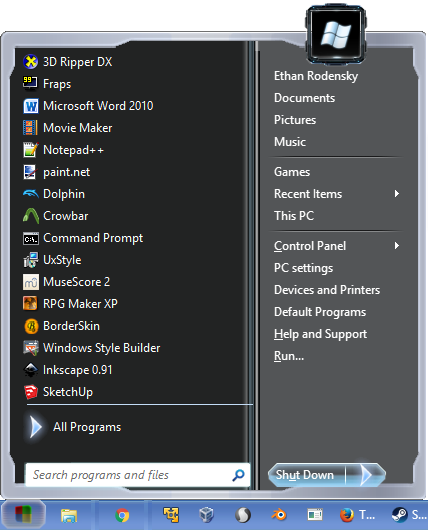 3D Ripper DX
Fraps
Microsoft Word 2010
Movie Maker
Notepad++
paint.net
Dolphin
Crowbar
Command Prompt
UxStyle
MuseScore 2
RPG Maker XP
BorderSkin
Windows Style Builder
Inkscape 0.91
SketchUp
All Programs
Search programs and files
Ethan Rodensky
Documents
Pictures
Music
Games
Recent Items
This PC
Control Panel
PC settings
Devices and Printers
Default Programs
Help and Support
Run...
Shut Down
T...
S...